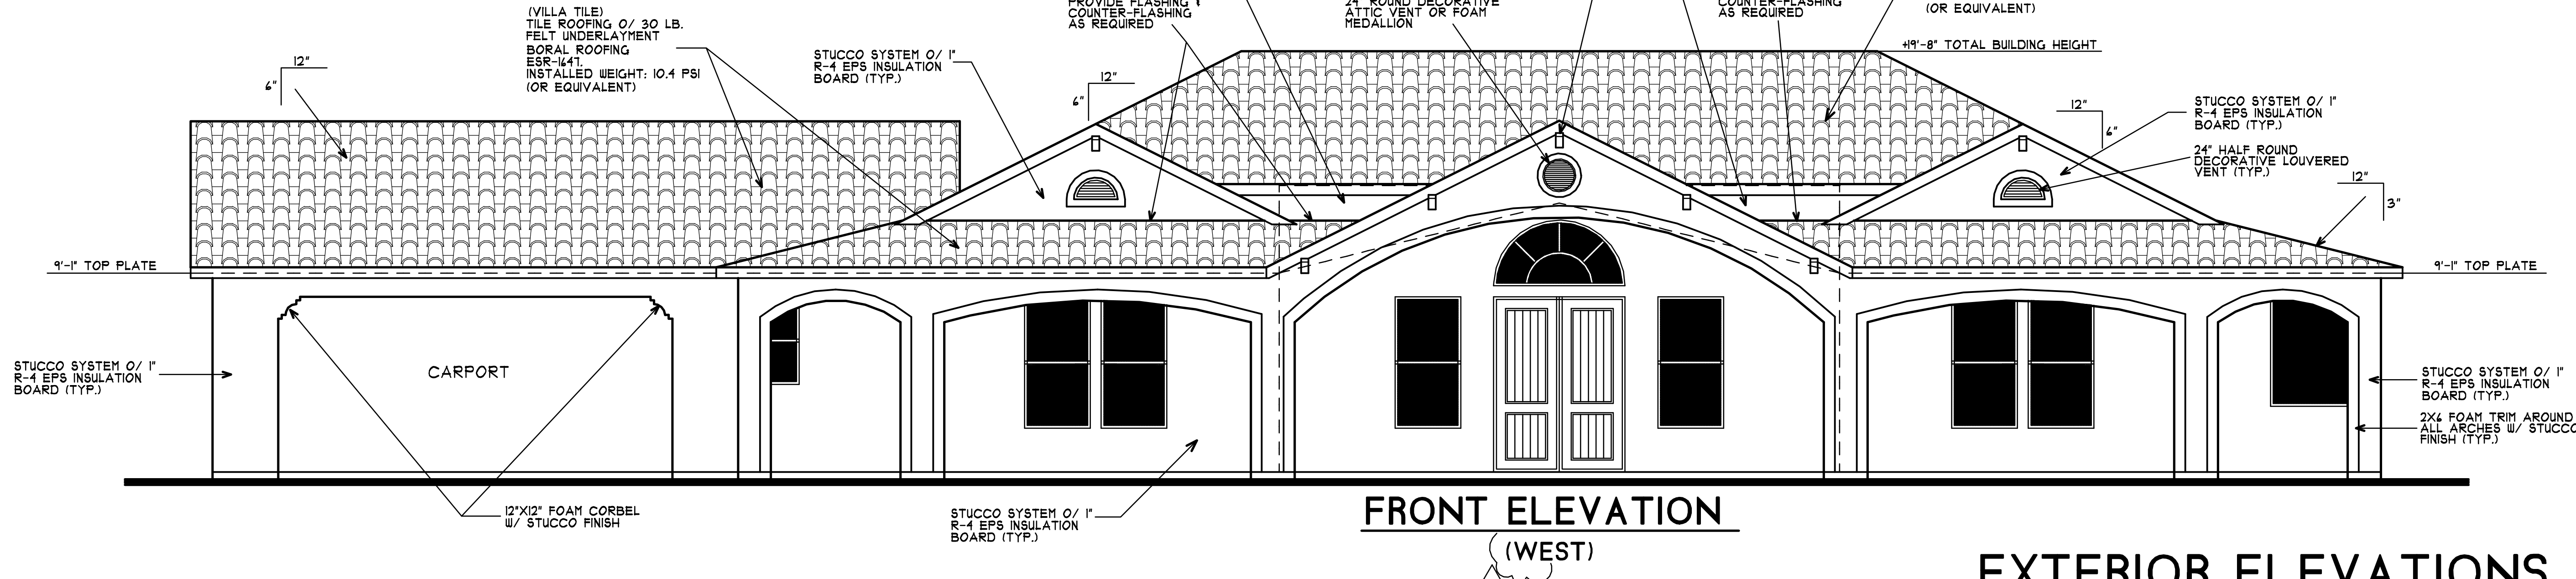 (VILLA TILE)
TILE ROOFING O/ 30 LB.
FELT UNDERLAYMENT
BORAL ROOFING
ESR-1647.
INSTALLED WEIGHT: 10.4 PSI
(OR EQUIVALENT)
STUCCO SYSTEM O/ 1"
R-4 EPS INSULATION
BOARD (TYP.)
PROVIDE FLASHING &
COUNTER-FLASHING
AS REQUIRED
24" ROUND DECORATIVE
ATTIC VENT OR FOAM
MEDALLION
COUNTER-FLASHING
AS REQUIRED
(OR EQUIVALENT)
+19'-8" TOTAL BUILDING HEIGHT
12"
6"
12"
6"
12"
6"
STUCCO SYSTEM O/ 1"
R-4 EPS INSULATION
BOARD (TYP.)
24" HALF ROUND
DECORATIVE LOUVERED
VENT (TYP.)
12"
3"
9'-1" TOP PLATE
9'-1" TOP PLATE
STUCCO SYSTEM O/ 1"
R-4 EPS INSULATION
BOARD (TYP.)
CARPORT
STUCCO SYSTEM O/ 1"
R-4 EPS INSULATION
BOARD (TYP.)
2X6 FOAM TRIM AROUND
ALL ARCHES W/ STUCCO
FINISH (TYP.)
12"X12" FOAM CORBEL
W/ STUCCO FINISH
STUCCO SYSTEM O/ 1"
R-4 EPS INSULATION
BOARD (TYP.)
FRONT ELEVATION
(WEST)
EXTERIOR ELEVATIONS